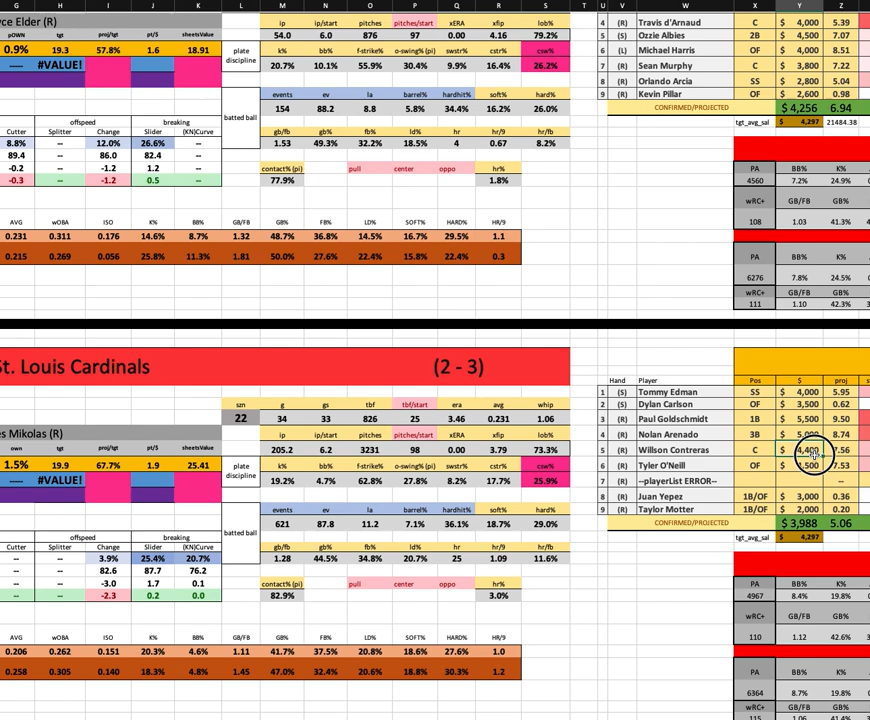 G H I J K L M N O P Q R S T U V W X Y Z
yce Elder (R) ip ip/start pitches pitches/start xERA xfip lob% 4 (R) Travis d'Arnaud C $ 4,000 5.39
pOWN tgt proj/tgt pt/$ sheetsValue 54.0 6.0 876 97 0.00 4.16 79.2% 5 (S) Ozzie Albies 2B $ 4,500 7.07
0.9% 19.3 57.8% 1.6 18.91 plate discipline k% bb% f-strike% o-swing% (pi) swstr% cstr% csw% 6 (L) Michael Harris OF $ 4,000 8.51
----- #VALUE! 20.7% 10.1% 55.9% 30.4% 9.9% 16.4% 26.2% 7 (R) Sean Murphy C $ 3,800 7.22
8 (R) Orlando Arcia SS $ 2,800 5.04
events ev la barrel% hardhit% soft% hard% 9 (R) Kevin Pillar OF $ 2,600 0.98
154 88.2 8.8 5.8% 34.4% 16.2% 26.0% CONFIRMED/PROJECTED $ 4,256 6.94
offspeed breaking batted ball tgt_avg_sal $ 4,297 21484.38
Cutter Splitter Change Slider (KN)Curve gb/fb gb% fb% ld% hr hr/9 hr/fb
8.8% -- 12.0% 26.6% -- 1.53 49.3% 32.2% 18.5% 4 0.67 8.2%
89.4 -- 86.0 82.4 --
-0.2 -- -1.2 1.2 -- contact% (pi) pull center oppo hr% PA BB% K%
-0.3 -- -1.2 0.5 -- 77.9% 1.8% 4560 7.2% 24.9%
wRC+ GB/FB GB%
AVG wOBA ISO K% BB% GB/FB GB% FB% LD% SOFT% HARD% HR/9 108 1.03 41.3%
0.231 0.311 0.176 14.6% 8.7% 1.32 48.7% 36.8% 14.5% 16.7% 29.5% 1.1
0.215 0.269 0.056 25.8% 11.3% 1.81 50.0% 27.6% 22.4% 15.8% 22.4% 0.3 PA BB% K%
6276 7.8% 24.5%
wRC+ GB/FB GB%
111 1.10 42.3%
St. Louis Cardinals (2 - 3)
Hand Player Pos $ proj
szn g gs tbf tbf/start era avg whip 1 (S) Tommy Edman SS $ 4,000 5.95
22 34 33 826 25 3.46 0.231 1.06 2 (S) Dylan Carlson OF $ 3,500 0.62
3 (R) Paul Goldschmidt 1B $ 5,500 9.50
es Mikolas (R) ip ip/start pitches pitches/start xERA xfip lob% 4 (R) Nolan Arenado 3B $ 8.74
own tgt proj/tgt pt/$ sheetsValue 205.2 6.2 3231 98 0.00 3.79 73.3% 5 (R) Willson Contreras C $ 4,400 7.56
1.5% 19.9 67.7% 1.9 25.41 plate discipline k% bb% f-strike% o-swing% (pi) swstr% cstr% csw% 6 (R) Tyler O'Neill OF $ 7.53
----- #VALUE! 19.2% 4.7% 62.8% 27.8% 8.2% 17.7% 25.9% 7 (R) --playerList ERROR-- --
8 (R) Juan Yepez 1B/OF $ 3,000 0.36
events ev la barrel% hardhit% soft% hard% 9 (R) Taylor Motter 1B/OF $ 2,000 0.20
621 87.8 11.2 7.1% 36.1% 18.7% 29.0% CONFIRMED/PROJECTED $ 3,988 5.06
offspeed breaking batted ball tgt_avg_sal $ 4,297
Cutter Splitter Change Slider (KN)Curve gb/fb gb% fb% ld% hr hr/9 hr/fb
-- -- 3.9% 25.4% 20.7% 1.28 44.5% 34.8% 20.7% 25 1.09 11.6%
-- -- 82.6 87.7 76.2
-- -- -3.0 1.7 0.1 contact% (pi) pull center oppo hr% PA BB% K%
-- -- -2.3 0.2 0.0 82.9% 3.0% 4967 8.4% 19.8%
wRC+ GB/FB GB%
AVG wOBA ISO K% BB% GB/FB GB% FB% LD% SOFT% HARD% HR/9 110 1.12 42.6%
0.206 0.262 0.151 20.3% 4.6% 1.11 41.7% 37.5% 20.8% 18.6% 27.6% 1.0
0.258 0.305 0.140 18.3% 4.8% 1.45 47.0% 32.4% 20.6% 18.8% 30.3% 1.2 PA BB% K%
6364 8.7% 19.8%
wRC+ GB/FB GB%
115 1.06 41.4%